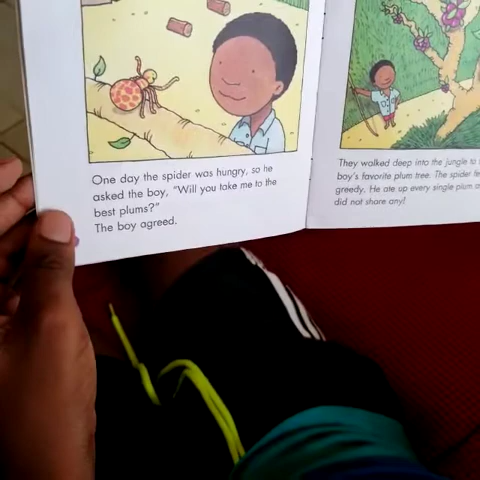 One day the spider was hungry, so he
asked the boy, "Will you take me to the
best plums?"
The boy agreed.
They walked deep into the jungle to
boy's favorite plum tree. The spider
greedy. He ate up every single plum
did not share any!